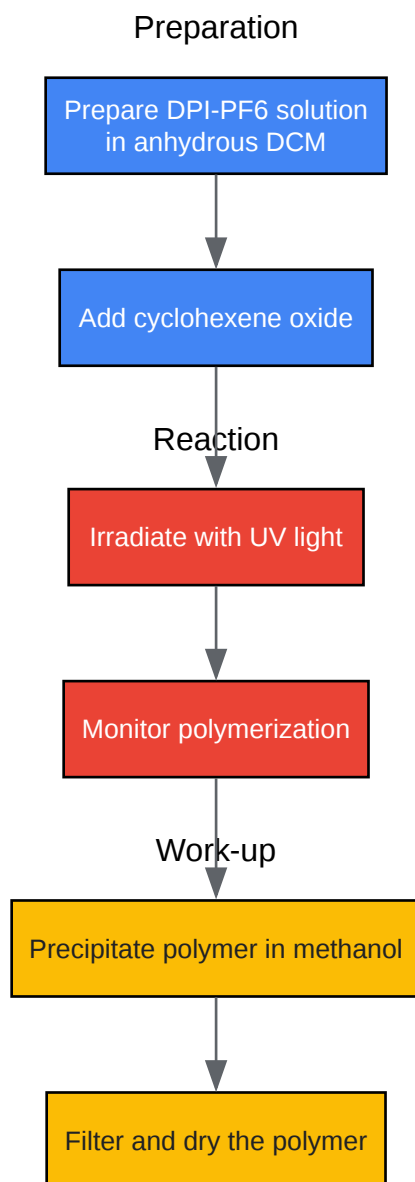 Preparation
Prepare DPI-PF6 solution
in anhydrous DCM
Add cyclohexene oxide
Reaction
Irradiate with UV light
Monitor polymerization
Work-up
Precipitate polymer in methanol
Filter and dry the polymer